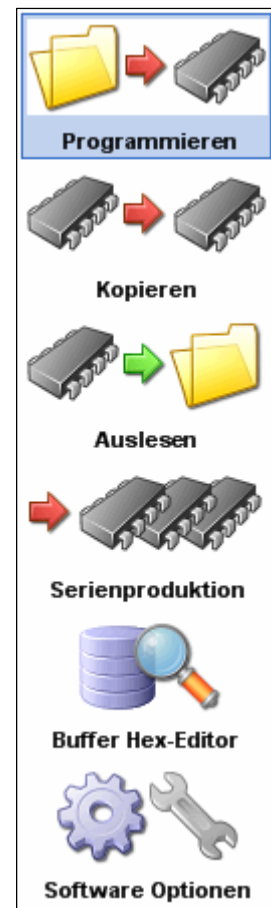 Programmieren
Kopieren
Auslesen
Serienproduktion
Buffer Hex-Editor
Software Optionen